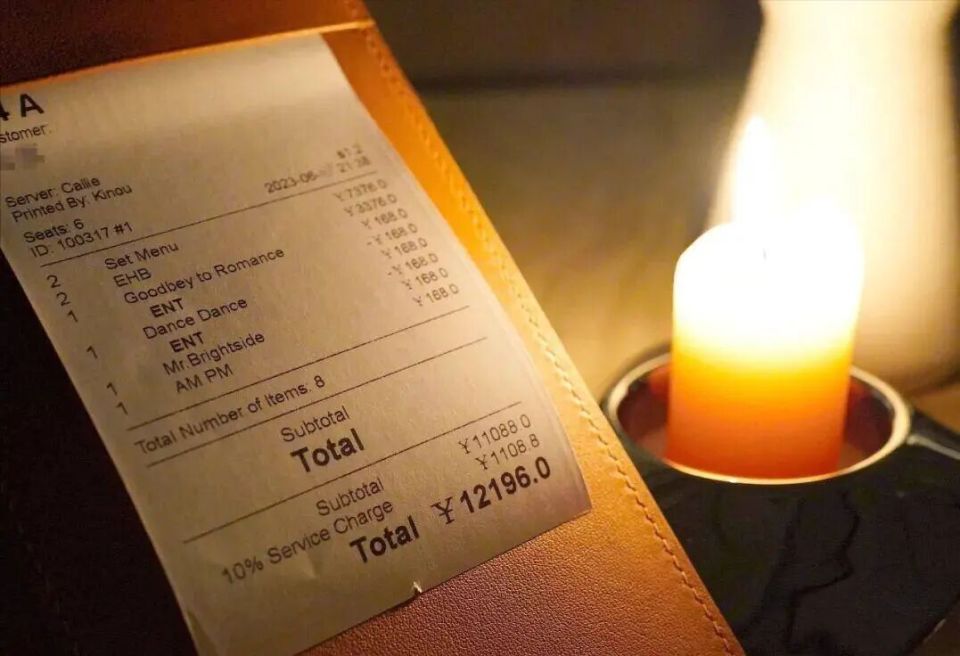 4 A
stomer:
Server: Callie
Printed By: Kinou
Seats: 6 2023-06- 21:38
ID: 100317 #1
2 Set Menu ¥7376.0
2 EHB ¥3376.0
1 Goodbey to Romance ¥168.0
ENT -¥168.0
1 Dance Dance ¥168.0
ENT -¥168.0
1 Mr.Brightside ¥168.0
1 AM PM ¥168.0
Total Number of Items: 8
Subtotal
Total
Subtotal ¥11088.0
10% Service Charge ¥1108.8
Total ¥12196.0